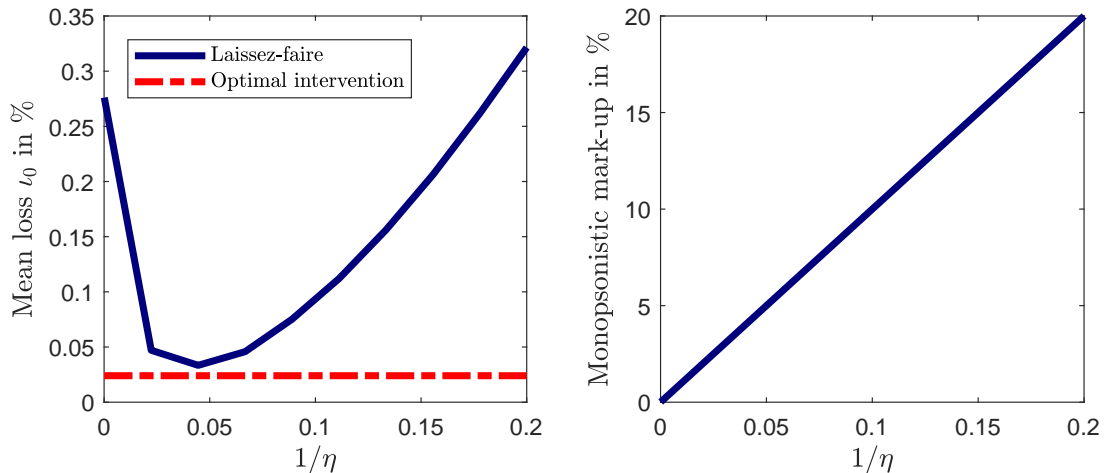 0.35
0.3
0.25
0.2
0.15
0.1
0.05
0
Mean loss ι₀ in %
Laissez-faire
Optimal intervention
0 0.05 0.1 0.15 0.2
1/η
20
15
10
5
0
Monopsonistic mark-up in %
0 0.05 0.1 0.15 0.2
1/η